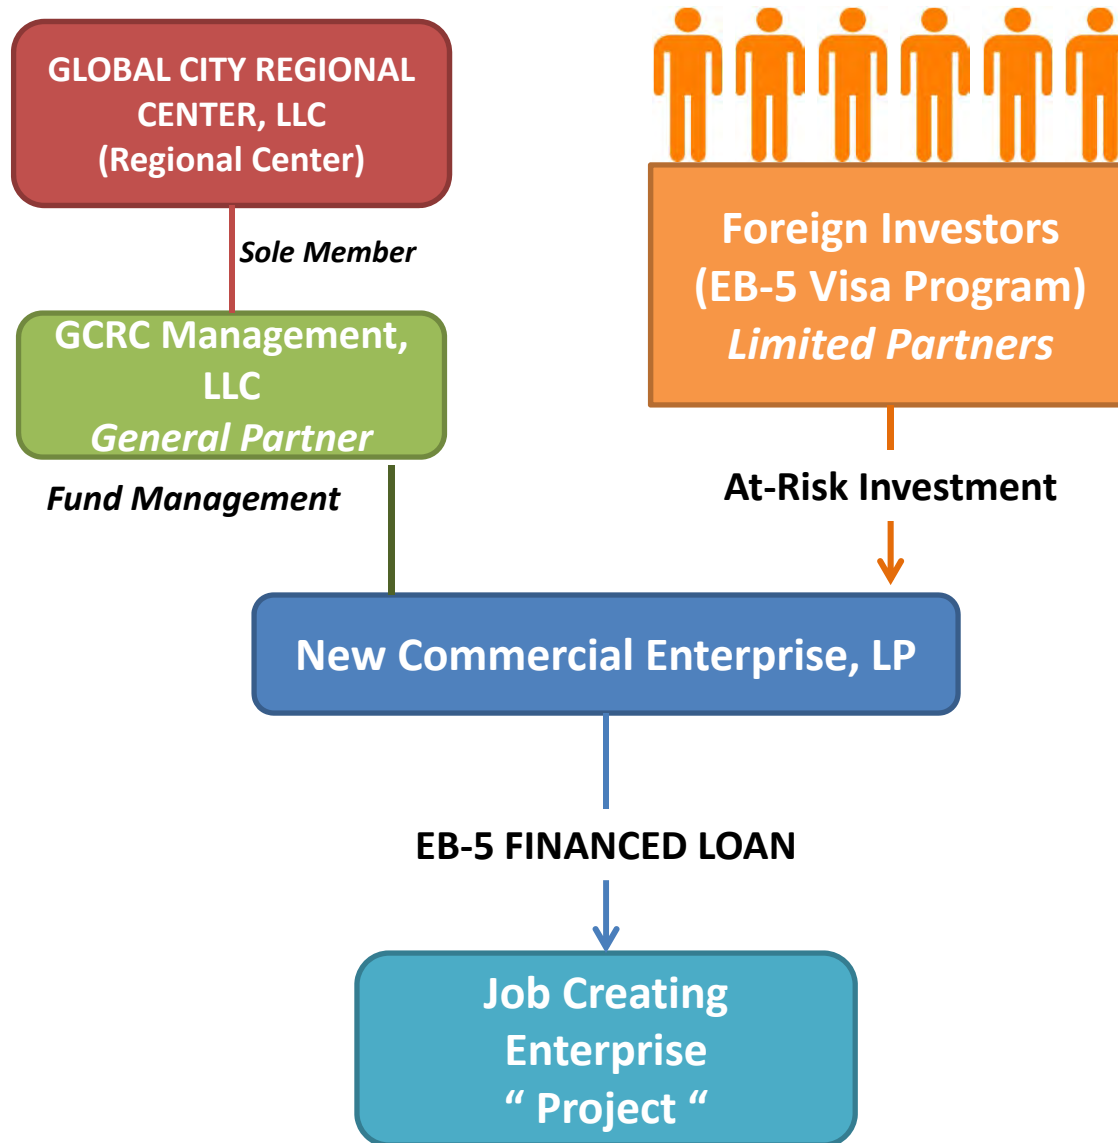 GLOBAL CITY REGIONAL
CENTER, LLC
(Regional Center)
Sole Member
GCRC Management,
LLC
General Partner
Fund Management
Foreign Investors
(EB-5 Visa Program)
Limited Partners
At-Risk Investment
New Commercial Enterprise, LP
EB-5 FINANCED LOAN
Job Creating
Enterprise
“ Project “